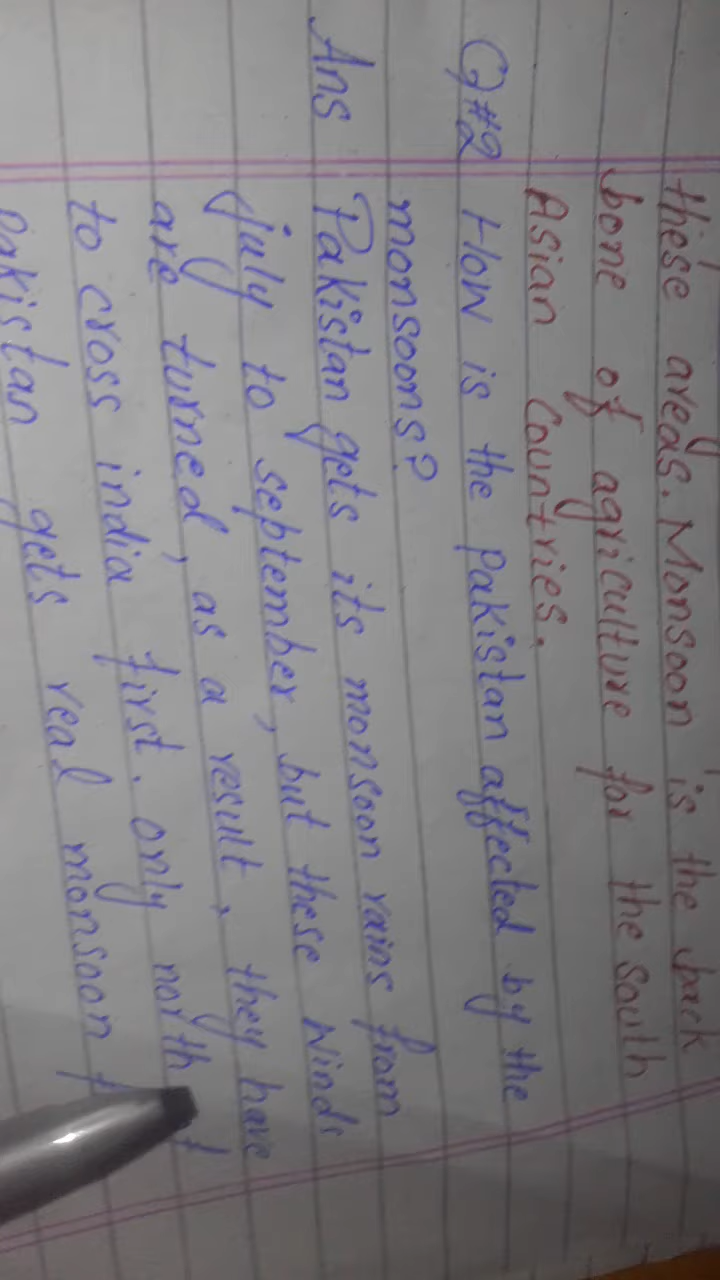 these areas. Monsoon is the back
bone of agriculture for the south
Asian Countries.
Q#2 How is the pakistan affected by the
monsoons?
Ans Pakistan gets its monsoon rains from
july to september, but these winds
are turned, as a result, they have
to cross india first. only north
pakistan gets real monsoon